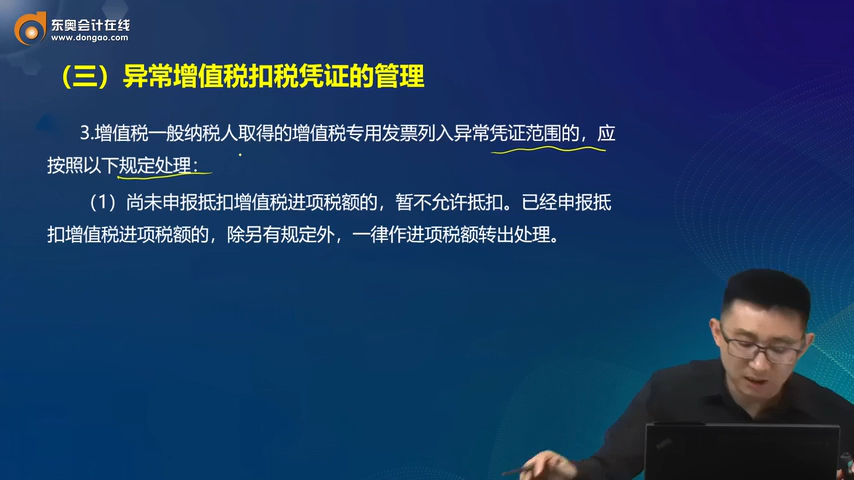 东奥会计在线
www.dongao.com
（三）异常增值税扣税凭证的管理
3.增值税一般纳税人取得的增值税专用发票列入异常凭证范围的，应
按照以下规定处理：
（1）尚未申报抵扣增值税进项税额的，暂不允许抵扣。已经申报抵
扣增值税进项税额的，除另有规定外，一律作进项税额转出处理。